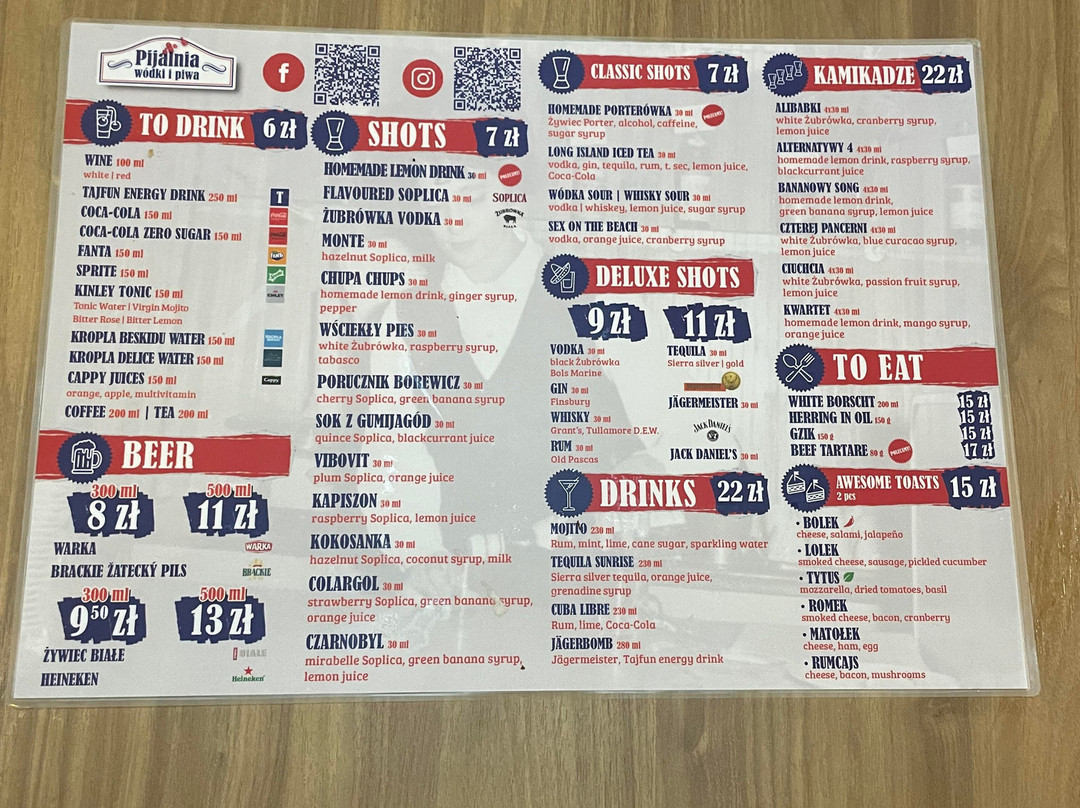 Pijalnia
wódki i piwa
TO DRINK 6 zł
WINE 100 ml
white | red
TAJFUN ENERGY DRINK 250 ml
COCA-COLA 150 ml
COCA-COLA ZERO SUGAR 150 ml
FANTA 150 ml
SPRITE 150 ml
KINLEY TONIC 150 ml
Tonic Water | Virgin Mojito
Bitter Rose | Bitter Lemon
KROPLA BESKIDU WATER 150 ml
KROPLA DELICE WATER 150 ml
CAPPY JUICES 150 ml
orange, apple, multivitamin
COFFEE 200 ml | TEA 200 ml
KINLEY
Cappy
BEER
300 ml 500 ml
8 zł 11 zł
WARKA
WARKA
BRACKIE ŻATECKÝ PILS
BRACKIE
300 ml 500 ml
9 50 zł 13 zł
ŻYWIEC BIAŁE
BIAŁE
HEINEKEN
Heineken
SHOTS 7 zł
HOMEMADE LEMON DRINK 30 ml
FLAVOURED SOPLICA 30 ml
SOPLICA
ŻUBRÓWKA VODKA 30 ml
ŻUBRÓWKA
BIAŁA
MONTE 30 ml
hazelnut Soplica, milk
CHUPA CHUPS 30 ml
homemade lemon drink, ginger syrup,
pepper
WŚCIEKŁY PIES 30 ml
white Żubrówka, raspberry syrup,
tabasco
PORUCZNIK BOREWICZ 30 ml
cherry Soplica, green banana syrup
SOK Z GUMIJAGÓD 30 ml
quince Soplica, blackcurrant juice
VIBOVIT 30 ml
plum Soplica, orange juice
KAPISZON 30 ml
raspberry Soplica, lemon juice
KOKOSANKA 30 ml
hazelnut Soplica, coconut syrup, milk
COLARGOL 30 ml
strawberry Soplica, green banana syrup,
orange juice
CZARNOBYL 30 ml
mirabelle Soplica, green banana syrup,
lemon juice
CLASSIC SHOTS 7 zł
HOMEMADE PORTERÓWKA 30 ml
Żywiec Porter, alcohol, caffeine,
sugar syrup
LONG ISLAND ICED TEA 30 ml
vodka, gin, tequila, rum, t. sec, lemon juice,
Coca-Cola
WÓDKA SOUR | WHISKY SOUR 30 ml
vodka | whiskey, lemon juice, sugar syrup
SEX ON THE BEACH 30 ml
vodka, orange juice, cranberry syrup
DELUXE SHOTS
9 zł
VODKA 30 ml
black Żubrówka
Bols Marine
GIN 30 ml
Finsbury
WHISKY 30 ml
Grant's, Tullamore D.E.W.
RUM 30 ml
Old Pascas
11 zł
TEQUILA 30 ml
Sierra silver | gold
JÄGERMEISTER 30 ml
JACK DANIEL'S
JACK DANIEL'S 30 ml
DRINKS 22 zł
MOJITO 230 ml
Rum, mint, lime, cane sugar, sparkling water
TEQUILA SUNRISE 230 ml
Sierra silver tequila, orange juice,
grenadine syrup
CUBA LIBRE 230 ml
Rum, lime, Coca-Cola
JÄGERBOMB 280 ml
Jägermeister, Tajfun energy drink
KAMIKADZE 22 zł
ALIBABKI 4x30 ml
white Żubrówka, cranberry syrup,
lemon juice
ALTERNATYWY 4 4x30 ml
homemade lemon drink, raspberry syrup,
blackcurrant juice
BANANOWY SONG 4x30 ml
homemade lemon drink,
green banana syrup, lemon juice
CZTEREJ PANCERNI 4x30 ml
white Żubrówka, blue curacao syrup,
lemon juice
CIUCHCIA 4x30 ml
white Żubrówka, passion fruit syrup,
lemon juice
KWARTET 4x30 ml
homemade lemon drink, mango syrup,
orange juice
TO EAT
WHITE BORSCHT 200 ml 15 zł
HERRING IN OIL 150 g 15 zł
GZIK 150 g 15 zł
BEEF TARTARE 80 g 17 zł
AWESOME TOASTS 15 zł
2 pcs
• BOLEK
cheese, salami, jalapeño
• LOLEK
smoked cheese, sausage, pickled cucumber
• TYTUS
mozzarella, dried tomatoes, basil
• ROMEK
smoked cheese, bacon, cranberry
• MATOŁEK
cheese, ham, egg
• RUMCAJS
cheese, bacon, mushrooms